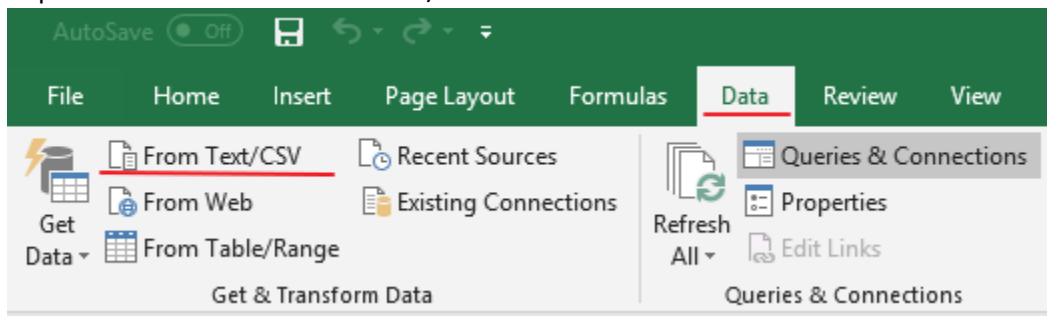 AutoSave Off
File Home Insert Page Layout Formulas Data Review View
From Text/CSV
From Web
From Table/Range
Get
Data
Recent Sources
Existing Connections
Get & Transform Data
Refresh
All
Queries & Connections
Properties
Edit Links
Queries & Connections